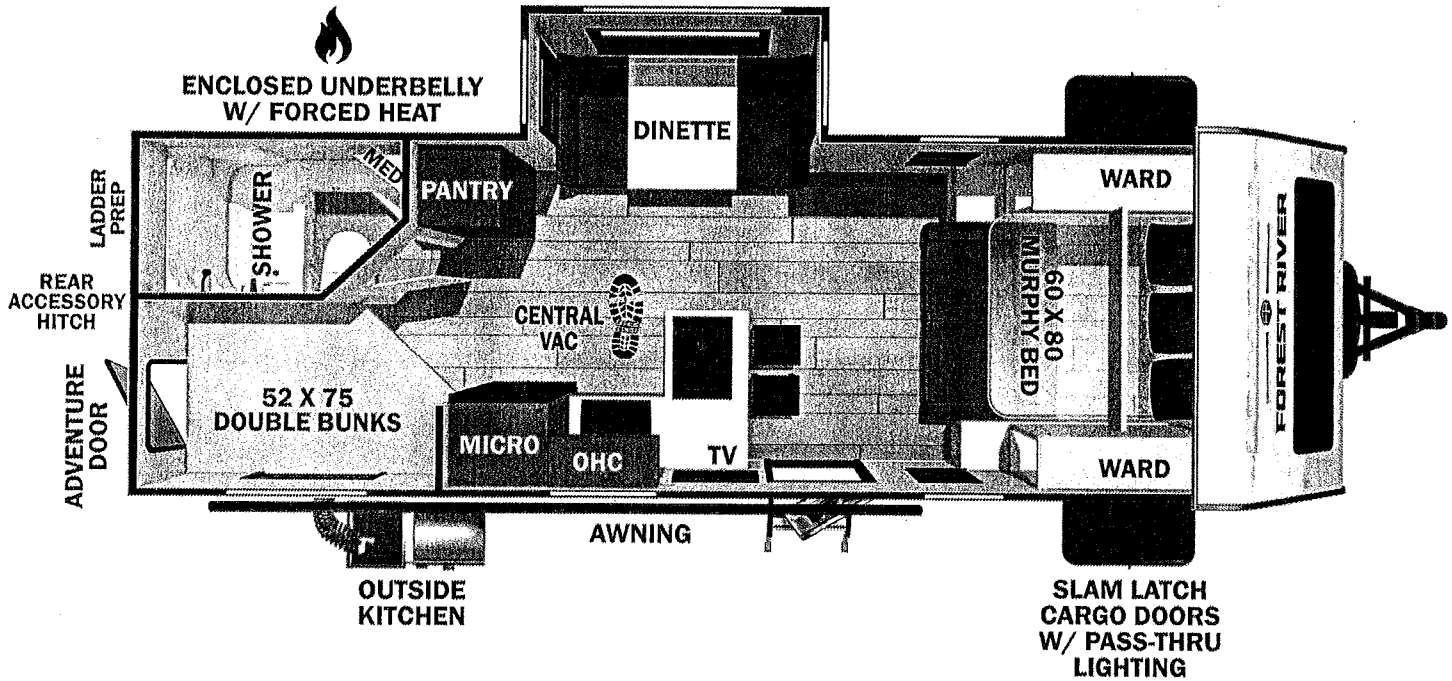 ENCLOSED UNDERBELLY
W/ FORCED HEAT
DINETTE
MED
PANTRY
WARD
LADDER
PREP
SHOWER
REAR
ACCESSORY
HITCH
CENTRAL
VAC
60 X 80
MURPHY BED
FOREST RIVER
ADVENTURE
DOOR
52 X 75
DOUBLE BUNKS
MICRO
OHC
TV
WARD
AWNING
OUTSIDE
KITCHEN
SLAM LATCH
CARGO DOORS
W/ PASS-THRU
LIGHTING